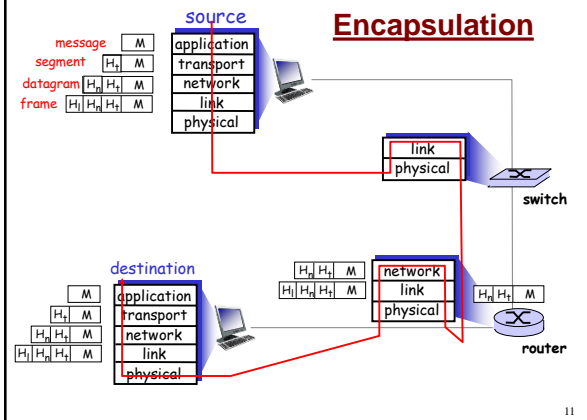 Encapsulation
source
message M
segment Ht M
datagram Hn Ht M
frame Hl Hn Ht M
application
transport
network
link
physical
link
physical
switch
destination
M
Ht M
Hn Ht M
Hl Hn Ht M
application
transport
network
link
physical
Hn Ht M
Hl Hn Ht M
network
link
physical
Hn Ht M
router
11